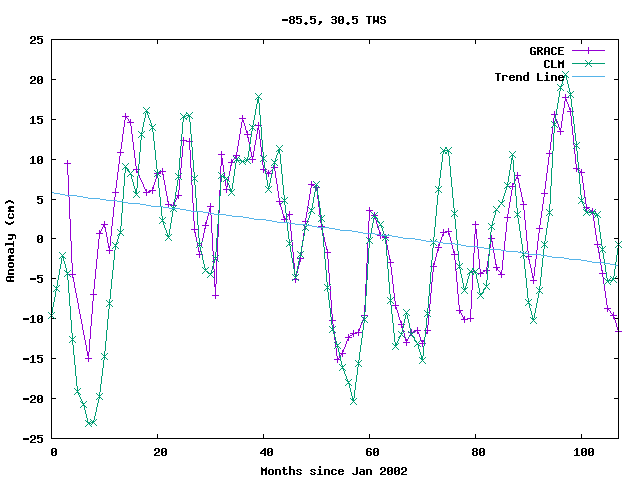 -85.5, 30.5 TWS
GRACE
CLM
Trend Line
25
20
15
10
5
0
-5
-10
-15
-20
-25
Anomaly (cm)
0 20 40 60 80 100
Months since Jan 2002